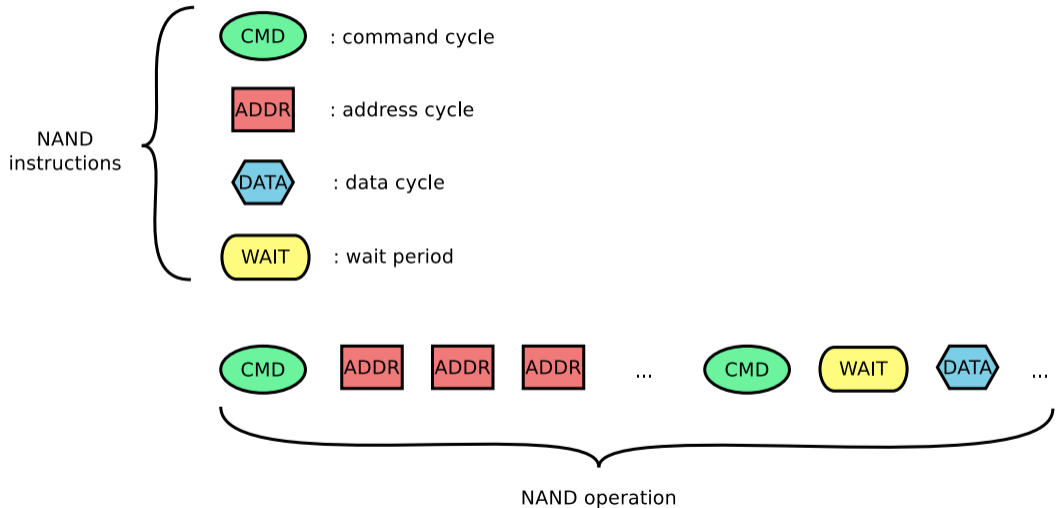 CMD : command cycle
ADDR : address cycle
NAND
instructions
DATA : data cycle
WAIT : wait period
CMD ADDR ADDR ADDR ... CMD WAIT DATA ...
NAND operation